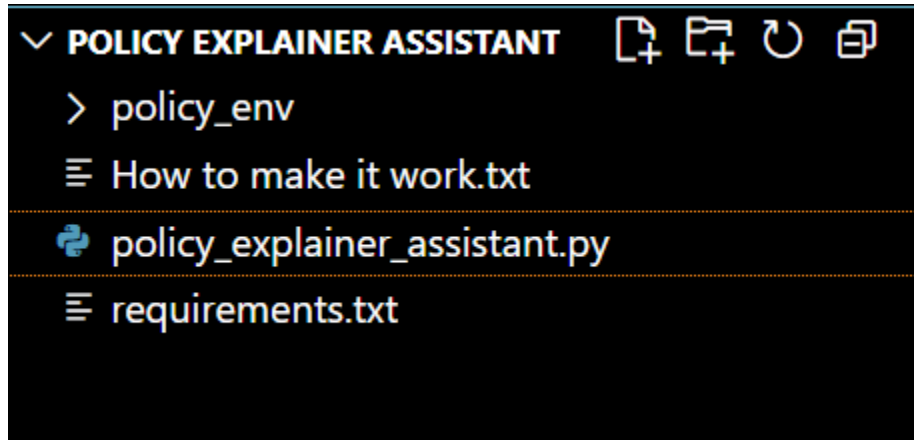 POLICY EXPLAINER ASSISTANT
policy_env
How to make it work.txt
policy_explainer_assistant.py
requirements.txt